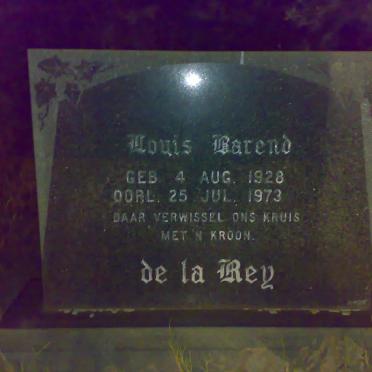 Louis Barend
GEB. 4 AUG. 1928
OORL. 25 JUL. 1973
DAAR VERWISSEL ONS KRUIS
MET 'N KROON.
de la Rey